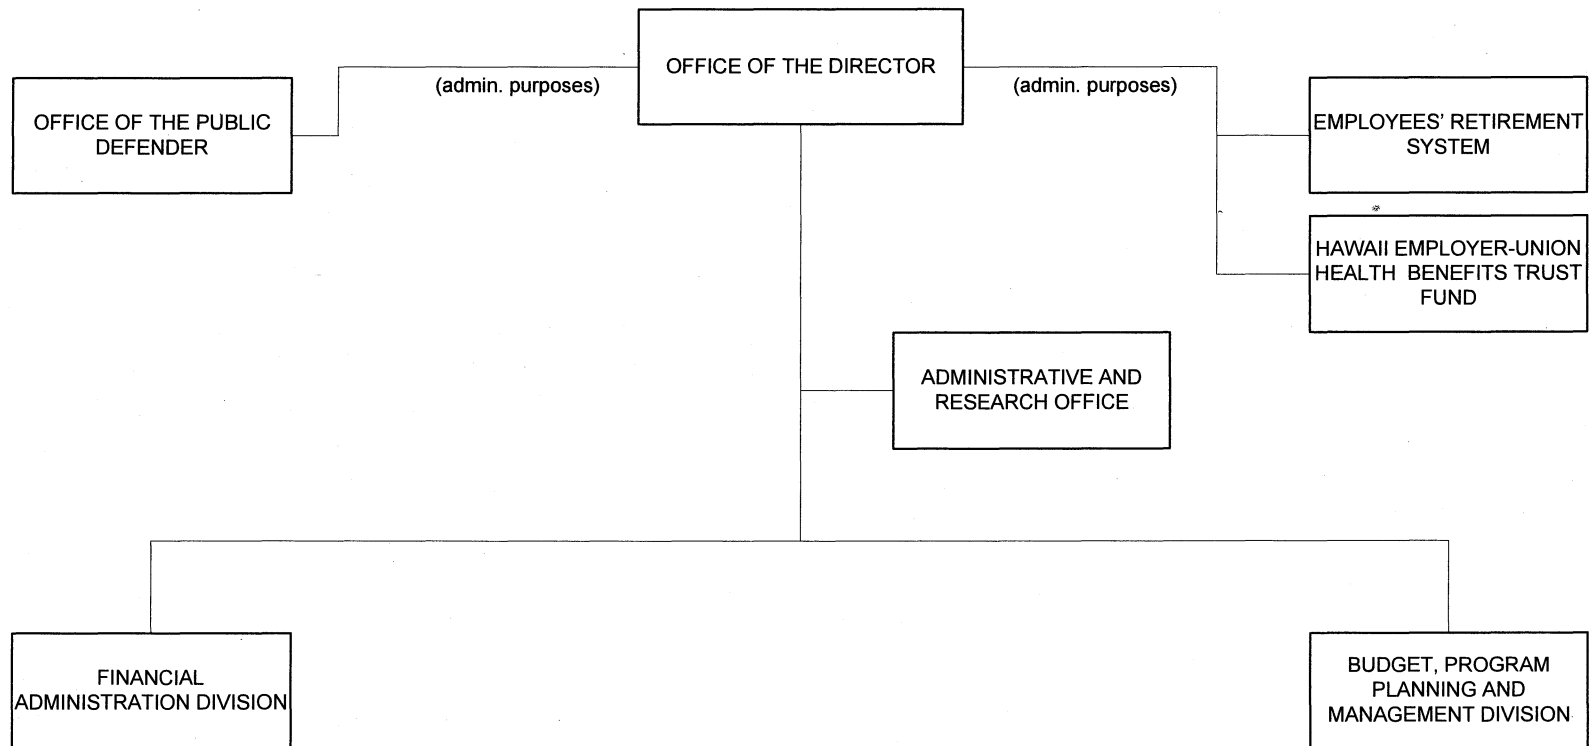 OFFICE OF THE DIRECTOR
(admin. purposes)
(admin. purposes)
OFFICE OF THE PUBLIC
DEFENDER
EMPLOYEES' RETIREMENT
SYSTEM
HAWAII EMPLOYER-UNION
HEALTH BENEFITS TRUST
FUND
ADMINISTRATIVE AND
RESEARCH OFFICE
FINANCIAL
ADMINISTRATION DIVISION
BUDGET, PROGRAM
PLANNING AND
MANAGEMENT DIVISION